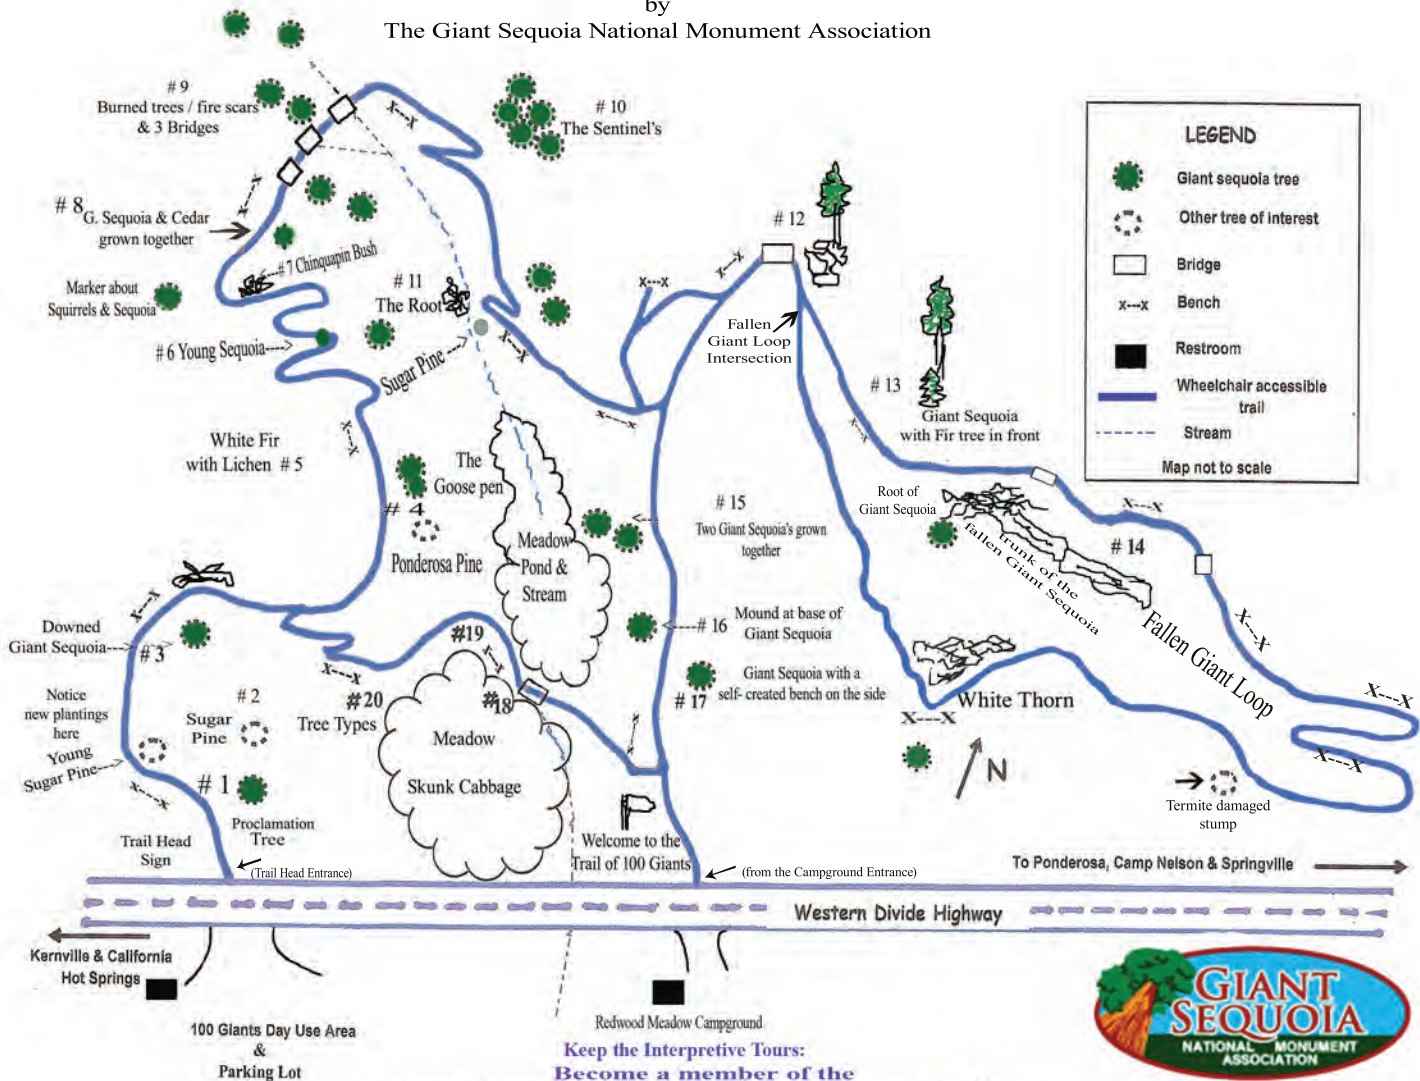 by
The Giant Sequoia National Monument Association
# 9
Burned trees / fire scars
& 3 Bridges
# 10
The Sentinel's
LEGEND
Giant sequoia tree
Other tree of interest
Bridge
X---X Bench
Restroom
Wheelchair accessible
trail
Stream
Map not to scale
# 8
G. Sequoia & Cedar
grown together
# 7 Chinquapin Bush
# 12
Marker about
Squirrels & Sequoia
# 11
The Root
Fallen
Giant Loop
Intersection
# 6 Young Sequoia
Sugar Pine
# 13
Giant Sequoia
with Fir tree in front
White Fir
with Lichen # 5
The
Goose pen
# 4
Ponderosa Pine
Meadow
Pond &
Stream
# 15
Two Giant Sequoia's grown
together
Root of
Giant Sequoia
trunk of the
fallen Giant Sequoia
# 14
Fallen Giant Loop
Downed
Giant Sequoia
# 3
#19
# 16
Mound at base of
Giant Sequoia
Giant Sequoia with a
self- created bench on the side
# 17
#18
#20
Tree Types
White Thorn
Notice
new plantings
here
Young
Sugar Pine
# 2
Sugar
Pine
# 1
Proclamation
Tree
Meadow
Skunk Cabbage
N
Termite damaged
stump
Trail Head
Sign
(Trail Head Entrance)
Welcome to the
Trail of 100 Giants
(from the Campground Entrance)
To Ponderosa, Camp Nelson & Springville
Western Divide Highway
Kernville & California
Hot Springs
100 Giants Day Use Area
&
Parking Lot
Redwood Meadow Campground
Keep the Interpretive Tours:
Become a member of the
GIANT
SEQUOIA
NATIONAL MONUMENT
ASSOCIATION